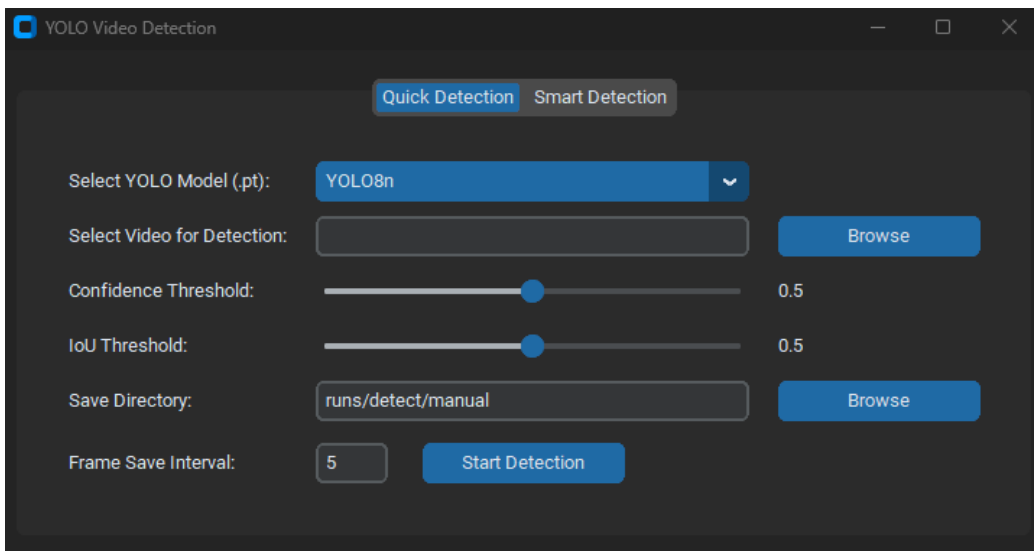 YOLO Video Detection
Quick Detection Smart Detection
Select YOLO Model (.pt): YOLO8n
Select Video for Detection: Browse
Confidence Threshold: 0.5
IoU Threshold: 0.5
Save Directory: runs/detect/manual Browse
Frame Save Interval: 5 Start Detection